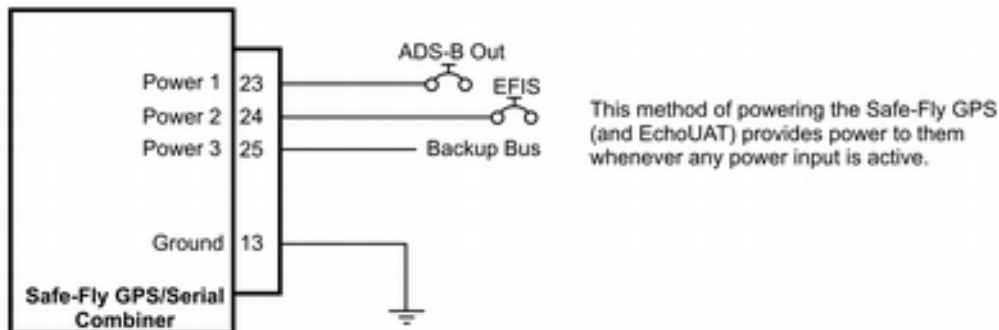 ADS-B Out
Power 1 23
EFIS
Power 2 24
Power 3 25 Backup Bus
This method of powering the Safe-Fly GPS
(and EchoUAT) provides power to them
whenever any power input is active.
Ground 13
Safe-Fly GPS/Serial
Combiner